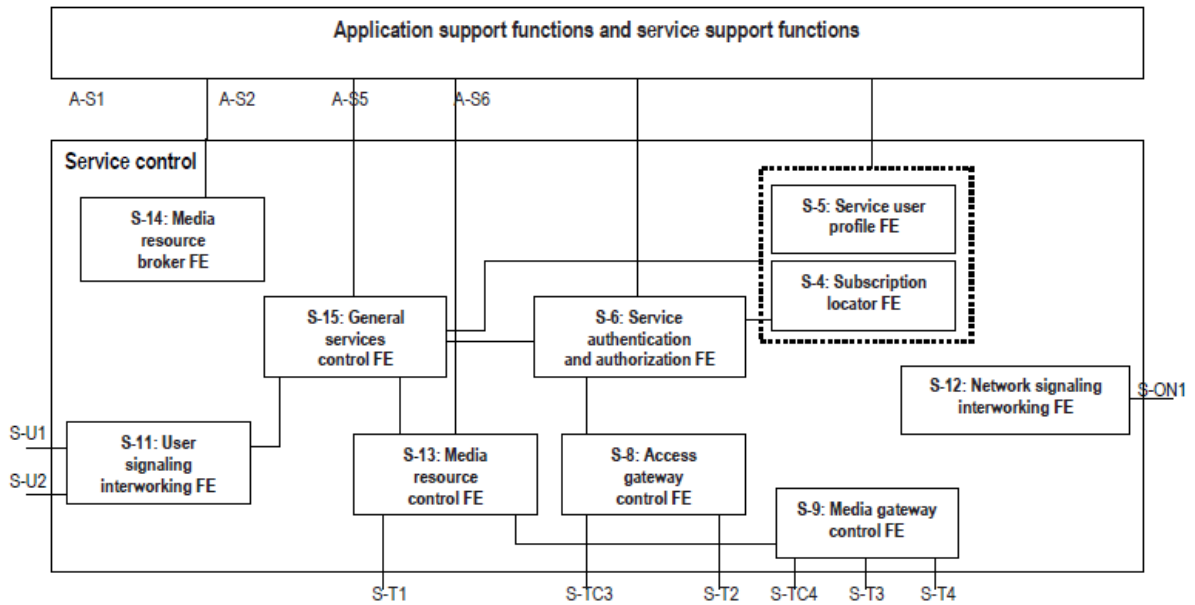 Application support functions and service support functions
A-S1
A-S2
A-S5
A-S6
Service control
S-14: Media
resource
broker FE
S-5: Service user
profile FE
S-4: Subscription
locator FE
S-15: General
services
control FE
S-6: Service
authentication
and authorization FE
S-12: Network signaling
interworking FE
S-ON1
S-U1
S-U2
S-11: User
signaling
interworking FE
S-13: Media
resource
control FE
S-8: Access
gateway
control FE
S-9: Media gateway
control FE
S-T1
S-TC3
S-T2
S-TC4
S-T3
S-T4